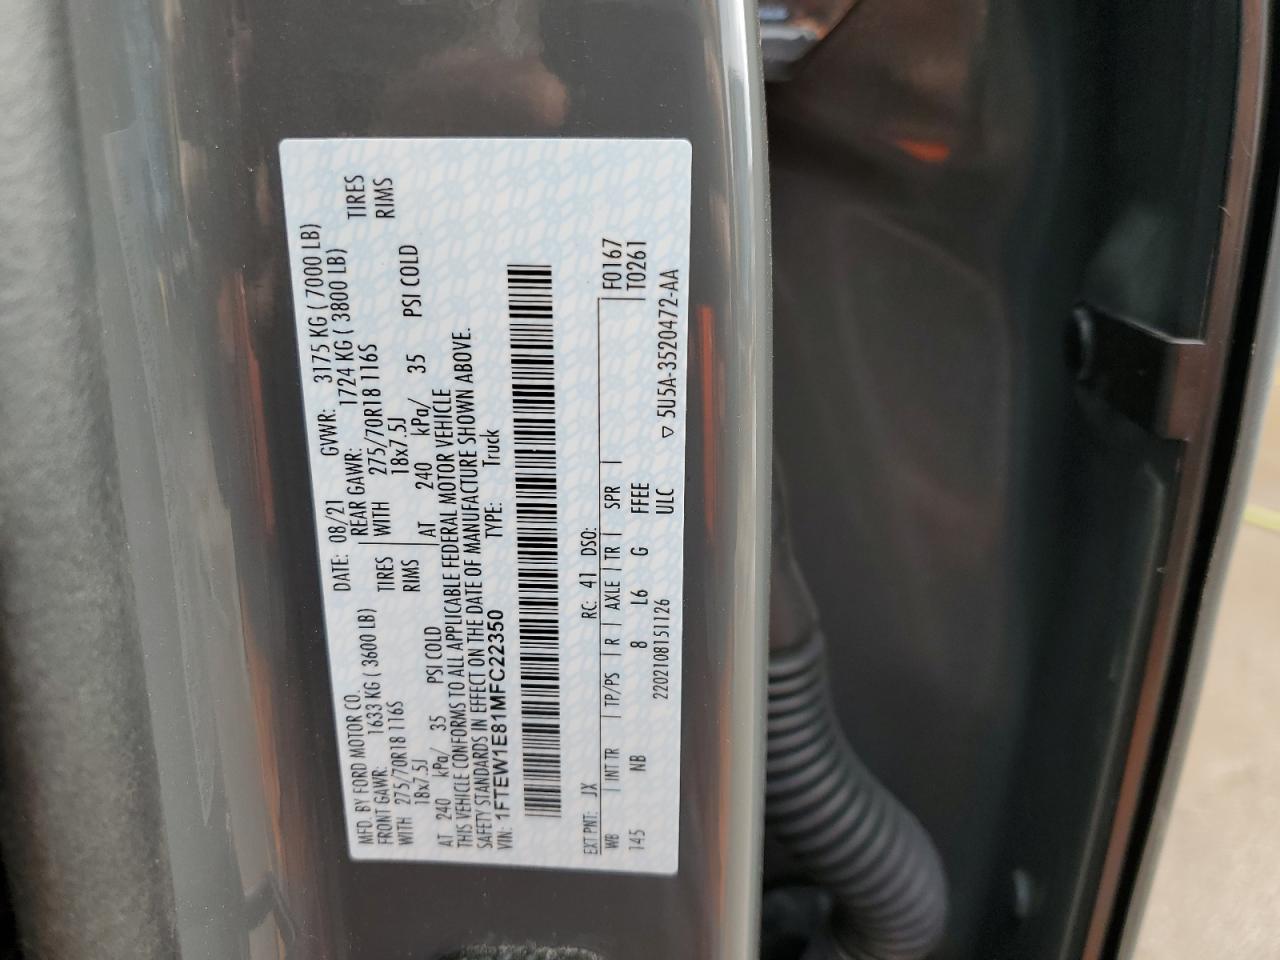 MFD. BY FORD MOTOR CO.
DATE: 08/21 GVWR: 3175 KG ( 7000 LB)
FRONT GAWR: 1633 KG (3600 LB) REAR GAWR: 1724 KG ( 3800 LB)
WITH 275/70R18 116S TIRES WITH 275/70R18 116S TIRES
18x7.5J RIMS 18x7.5J RIMS
AT 240 kPa/ 35 PSI COLD AT 240 kPa/ 35 PSI COLD
THIS VEHICLE CONFORMS TO ALL APPLICABLE FEDERAL MOTOR VEHICLE
SAFETY STANDARDS IN EFFECT ON THE DATE OF MANUFACTURE SHOWN ABOVE.
VIN: 1FTEW1E81MFC22350 TYPE: Truck
EXT PNT: JX RC: 41 DSO: F0167
WB INT TR TP/PS R AXLE TR SPR T0261
145 NB 8 L6 G FFEE
2202108151126 ULC ▽ 5U5A-3520472-AA